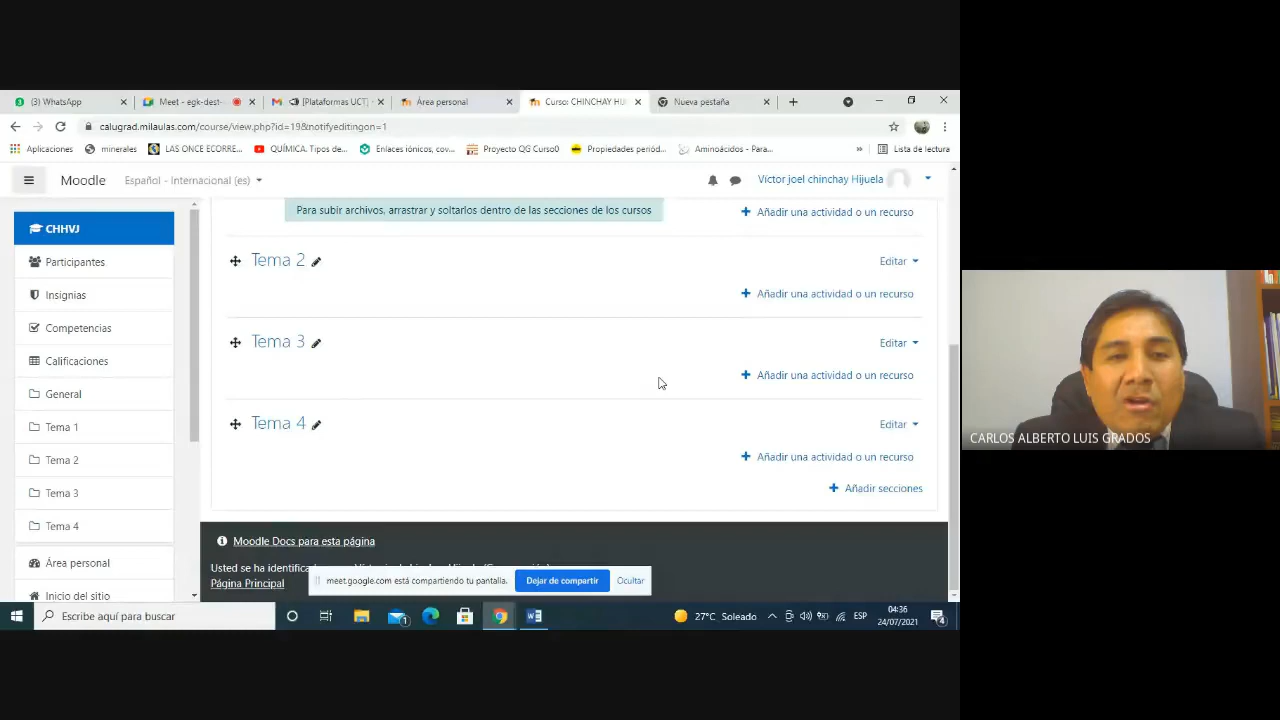 (3) WhatsApp
Meet - egk-dest-
[Plataformas UCT]
Área personal
Curso: CHINCHAY HI
Nueva pestaña
calugrad.milaulas.com/course/view.php?id=19&notifyeditingon=1
Aplicaciones
minerales
LAS ONCE ECORRE...
QUÍMICA. Tipos de...
Enlaces iónicos, cov...
Proyecto QG Curso0
Propiedades periód...
Aminoácidos - Para...
»
Lista de lectura
Moodle
Español - Internacional (es)
Víctor joel chinchay Hijuela
CHHVJ
Participantes
Insignias
Competencias
Calificaciones
General
Tema 1
Tema 2
Tema 3
Tema 4
Área personal
Inicio del sitio
Para subir archivos, arrastrar y soltarlos dentro de las secciones de los cursos
Añadir una actividad o un recurso
Tema 2
Editar
Añadir una actividad o un recurso
Tema 3
Editar
Añadir una actividad o un recurso
Tema 4
Editar
Añadir una actividad o un recurso
Añadir secciones
Moodle Docs para esta página
Usted se ha
Página Principal
meet.google.com está compartiendo tu pantalla.
Dejar de compartir
Ocultar
Escribe aquí para buscar
27°C Soleado
ESP
04:36
24/07/2021
CARLOS ALBERTO LUIS GRADOS